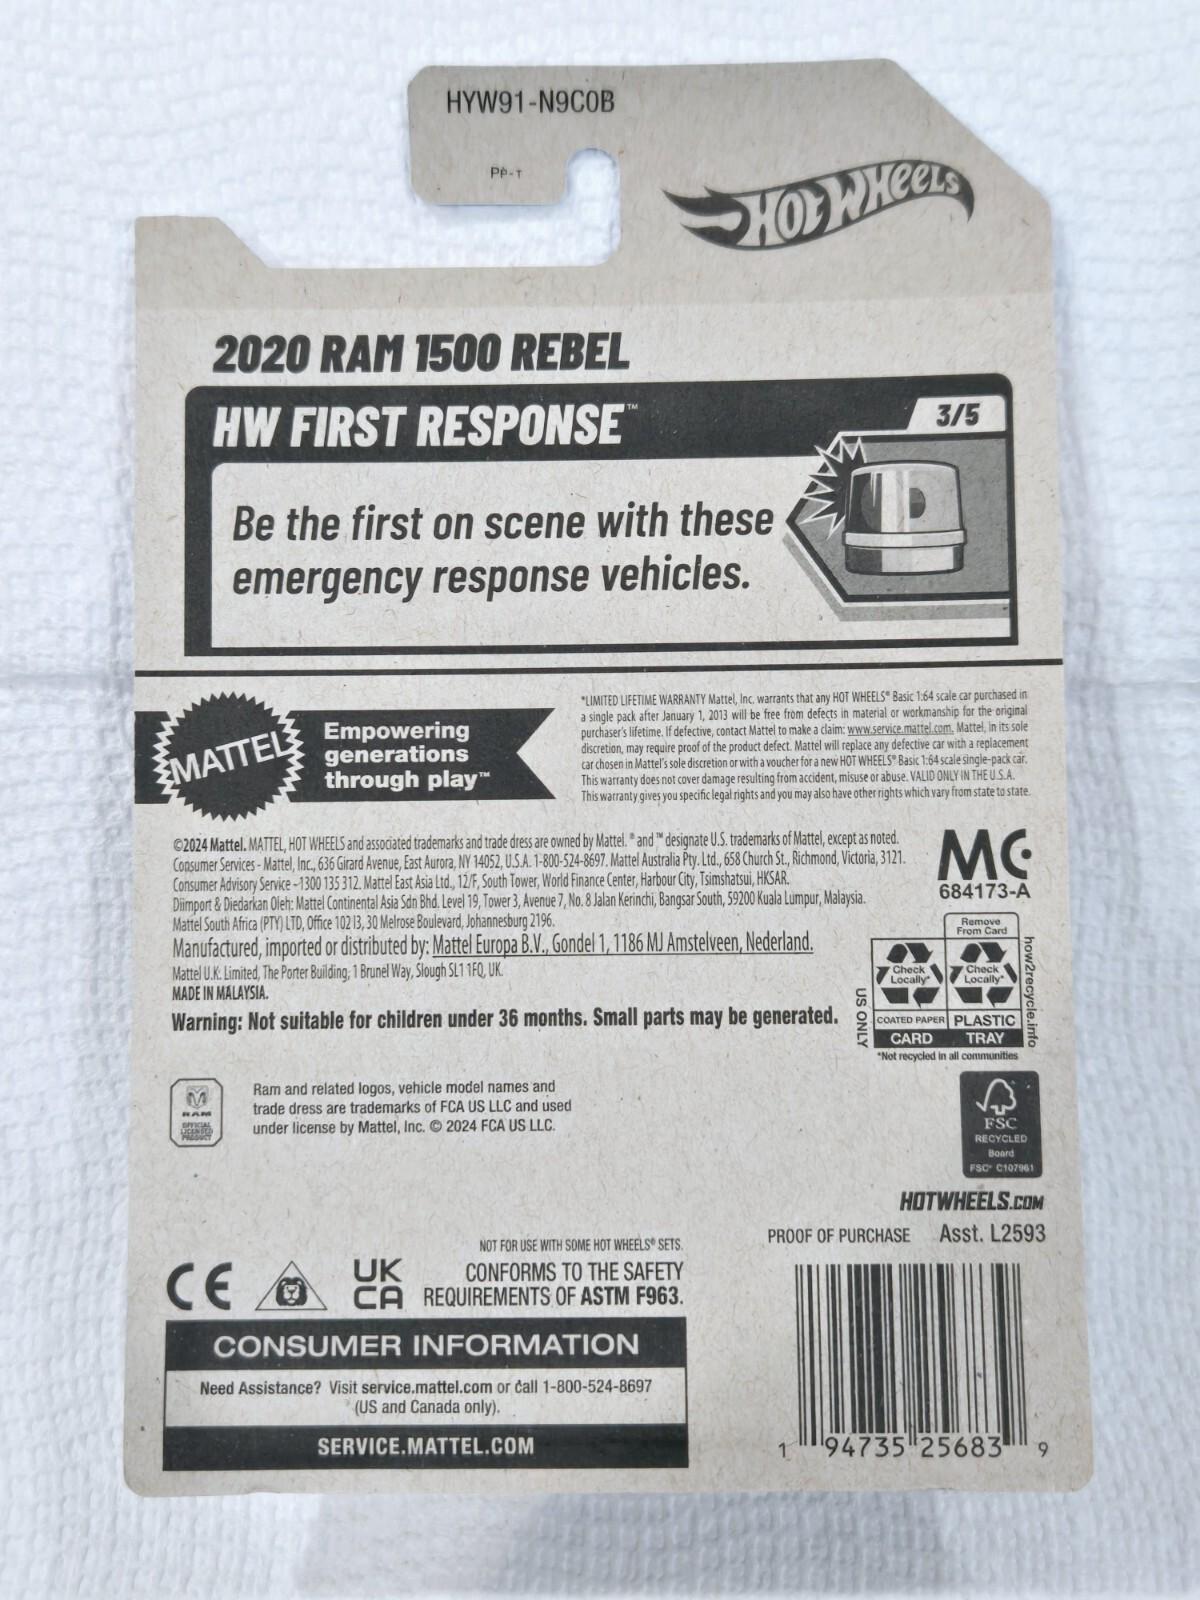 HYW91-N9C0B
PP-T
HOT WHEELS
2020 RAM 1500 REBEL
HW FIRST RESPONSE™
3/5
Be the first on scene with these
emergency response vehicles.
MATTEL
Empowering
generations
through play™
*LIMITED LIFETIME WARRANTY Mattel, Inc. warrants that any HOT WHEELS® Basic 1:64 scale car purchased in
a single pack after January 1, 2013 will be free from defects in material or workmanship for the original
purchaser's lifetime. If defective, contact Mattel to make a claim: www.service.mattel.com. Mattel, in its sole
discretion, may require proof of the product defect. Mattel will replace any defective car with a replacement
car chosen in Mattel's sole discretion or with a voucher for a new HOT WHEELS® Basic 1:64 scale single-pack car.
This warranty does not cover damage resulting from accident, misuse or abuse. VALID ONLY IN THE U.S.A.
This warranty gives you specific legal rights and you may also have other rights which vary from state to state.
©2024 Mattel. MATTEL, HOT WHEELS and associated trademarks and trade dress are owned by Mattel. ® and ™ designate U.S. trademarks of Mattel, except as noted.
Consumer Services - Mattel, Inc., 636 Girard Avenue, East Aurora, NY 14052, U.S.A. 1-800-524-8697. Mattel Australia Pty. Ltd., 658 Church St., Richmond, Victoria, 3121.
Consumer Advisory Service -1300 135 312. Mattel East Asia Ltd., 12/F, South Tower, World Finance Center, Harbour City, Tsimshatsui, HKSAR.
Diimport & Diedarkan Oleh: Mattel Continental Asia Sdn Bhd. Level 19, Tower 3, Avenue 7, No. 8 Jalan Kerinchi, Bangsar South, 59200 Kuala Lumpur, Malaysia.
Mattel South Africa (PTY) LTD, Office 102 I3, 30 Melrose Boulevard, Johannesburg 2196.
Manufactured, imported or distributed by: Mattel Europa B.V., Gondel 1, 1186 MJ Amstelveen, Nederland.
Mattel U.K. Limited, The Porter Building, 1 Brunel Way, Slough SL1 1FQ, UK.
MADE IN MALAYSIA.
Warning: Not suitable for children under 36 months. Small parts may be generated.
MC
684173-A
Remove
From Card
Check
Locally*
Check
Locally*
COATED PAPER
PLASTIC
CARD
TRAY
US ONLY
how2recycle.info
*Not recycled in all communities
RAM
OFFICIAL
LICENSED
PRODUCT
Ram and related logos, vehicle model names and
trade dress are trademarks of FCA US LLC and used
under license by Mattel, Inc. © 2024 FCA US LLC.
FSC
RECYCLED
Board
FSC® C107961
HOTWHEELS.COM
PROOF OF PURCHASE Asst. L2593
NOT FOR USE WITH SOME HOT WHEELS® SETS.
CE
UK
CA
CONFORMS TO THE SAFETY
REQUIREMENTS OF ASTM F963.
CONSUMER INFORMATION
Need Assistance? Visit service.mattel.com or call 1-800-524-8697
(US and Canada only).
SERVICE.MATTEL.COM
1 94735 25683 9